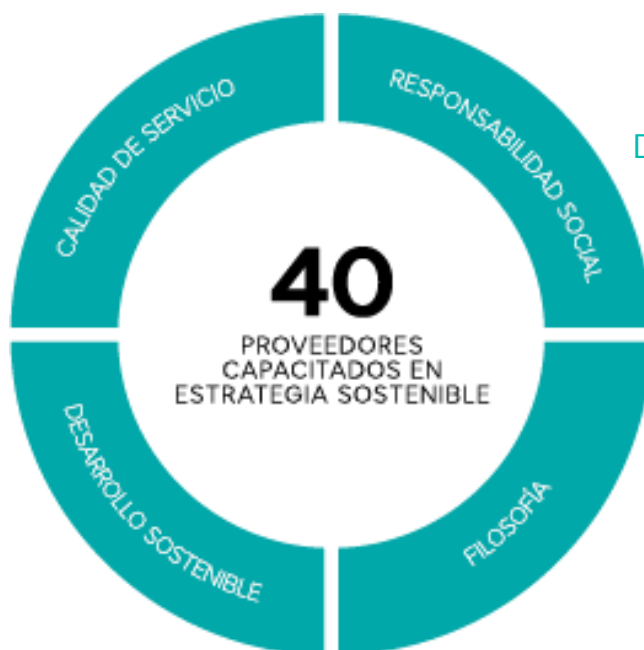 CALIDAD DE SERVICIO
RESPONSABILIDAD SOCIAL
40
PROVEEDORES
CAPACITADOS EN
ESTRATEGIA SOSTENIBLE
DESARROLLO SOSTENIBLE
FILOSOFÍA